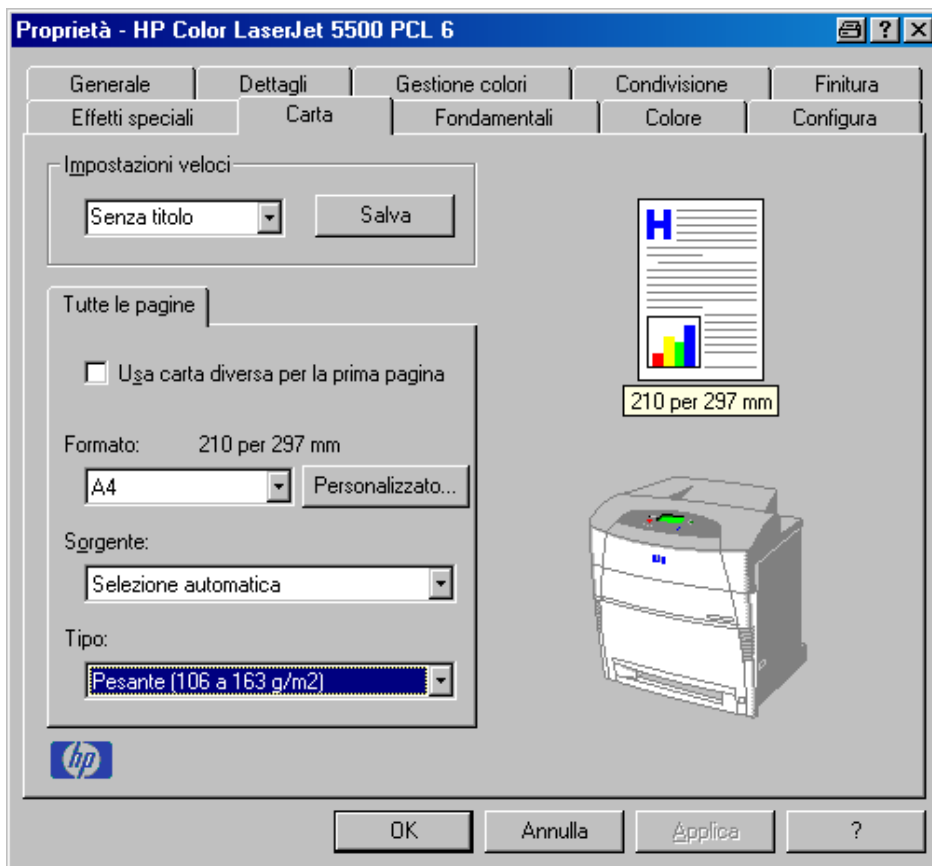 Proprietà - HP Color LaserJet 5500 PCL 6
Generale Dettagli Gestione colori Condivisione Finitura
Effetti speciali Carta Fondamentali Colore Configura
Impostazioni veloci
Senza titolo Salva
H
Tutte le pagine
Usa carta diversa per la prima pagina
210 per 297 mm
Formato: 210 per 297 mm
A4 Personalizzato...
Sorgente:
Selezione automatica
Tipo:
Pesante (106 a 163 g/m2)
hp
OK Annulla Applica ?